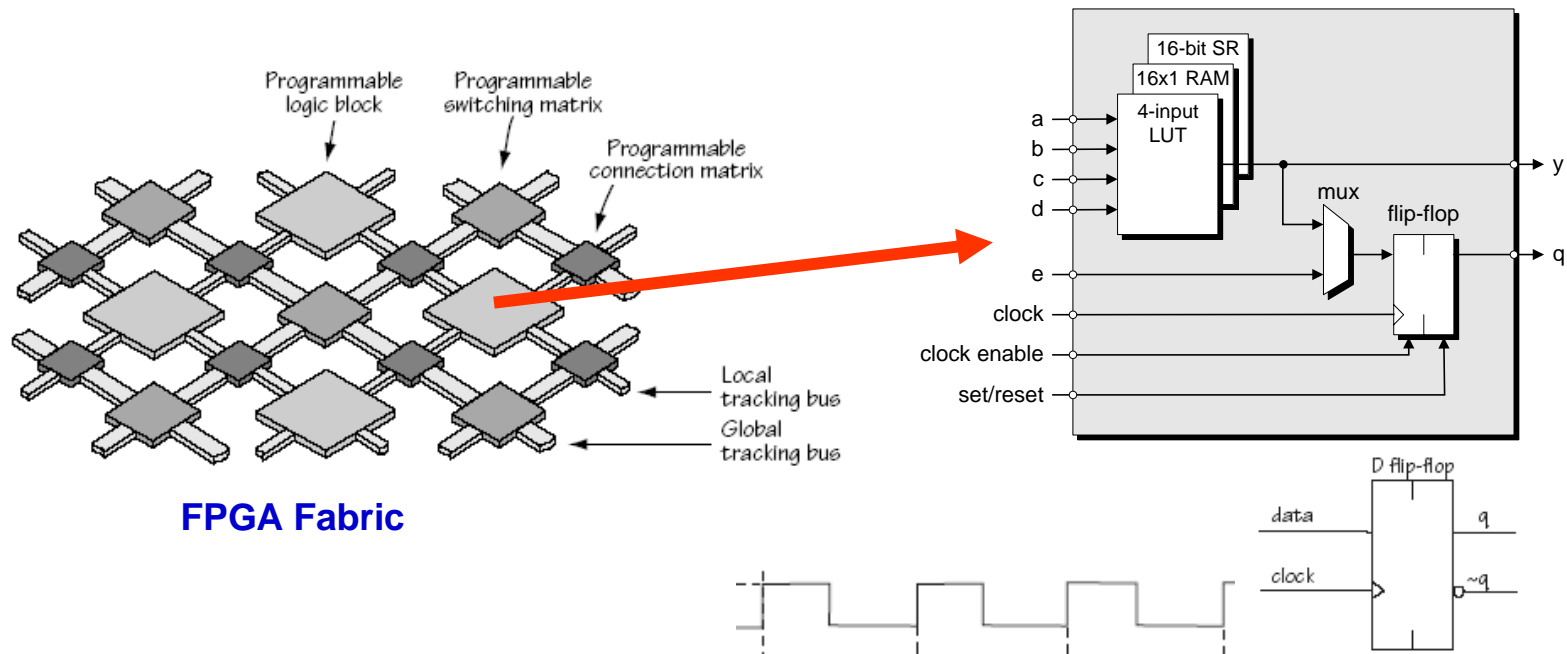 Programmable
logic block
Programmable
switching matrix
Programmable
connection matrix
Local
tracking bus
Global
tracking bus
FPGA Fabric
16-bit SR
16x1 RAM
4-input
LUT
a
b
c
d
e
clock
clock enable
set/reset
mux
flip-flop
y
q
D flip-flop
data
clock
q
~q